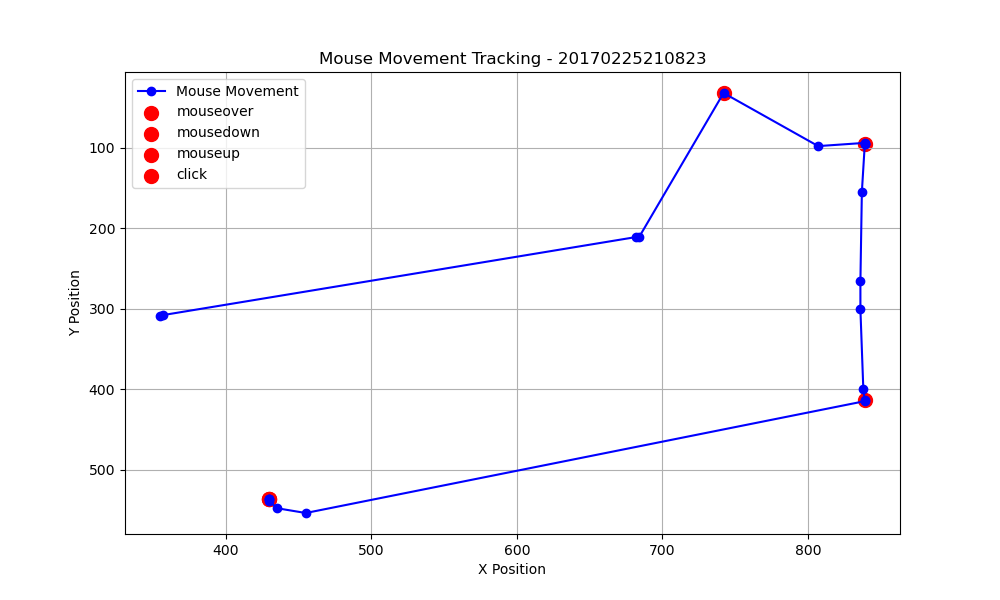 Mouse Movement Tracking - 20170225210823
Mouse Movement
mouseover
mousedown
mouseup
click
100
200
300
400
500
Y Position
400
500
600
700
800
X Position